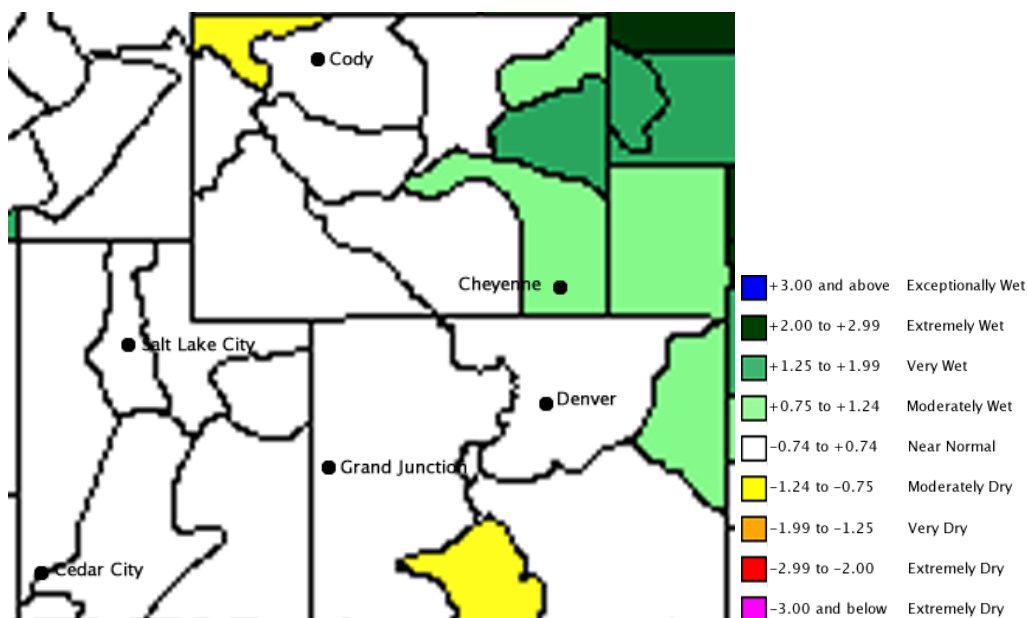 Cody
Cheyenne
Salt Lake City
Denver
Grand Junction
Cedar City
+3.00 and above Exceptionally Wet
+2.00 to +2.99 Extremely Wet
+1.25 to +1.99 Very Wet
+0.75 to +1.24 Moderately Wet
-0.74 to +0.74 Near Normal
-1.24 to -0.75 Moderately Dry
-1.99 to -1.25 Very Dry
-2.99 to -2.00 Extremely Dry
-3.00 and below Extremely Dry